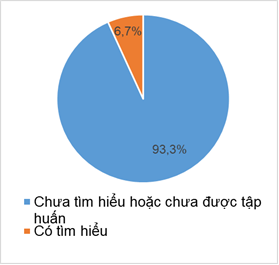 6,7%
93,3%
Chưa tìm hiểu hoặc chưa được tập
huấn
Có tìm hiểu